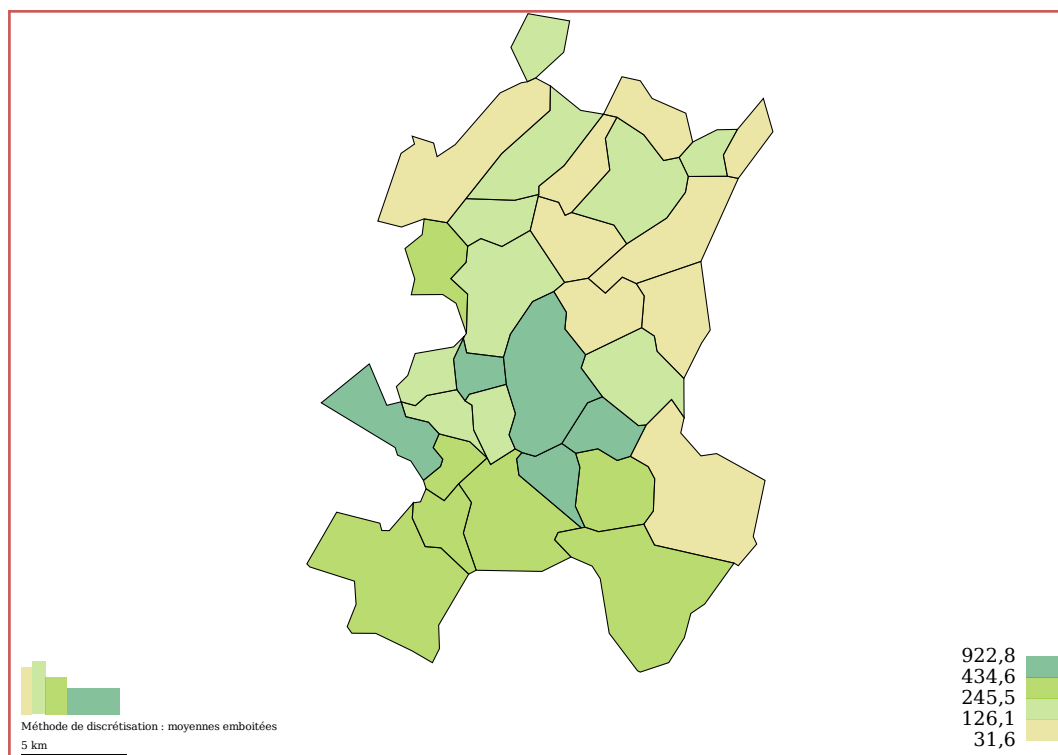 922,8
434,6
245,5
126,1
31,6
Méthode de discrétisation : moyennes emboitées
5 km